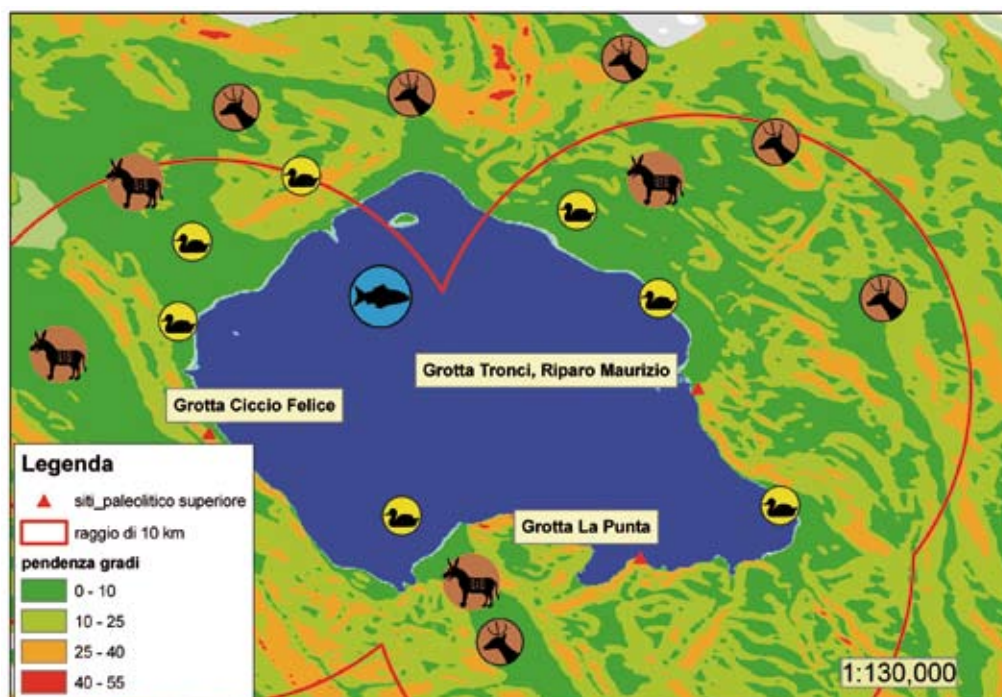 Grotta Tronci, Riparo Maurizio
Grotta Ciccio Felice
Grotta La Punta
Legenda
siti_paleolitico superiore
raggio di 10 km
pendenza gradi
0 - 10
10 - 25
25 - 40
40 - 55
1:130,000